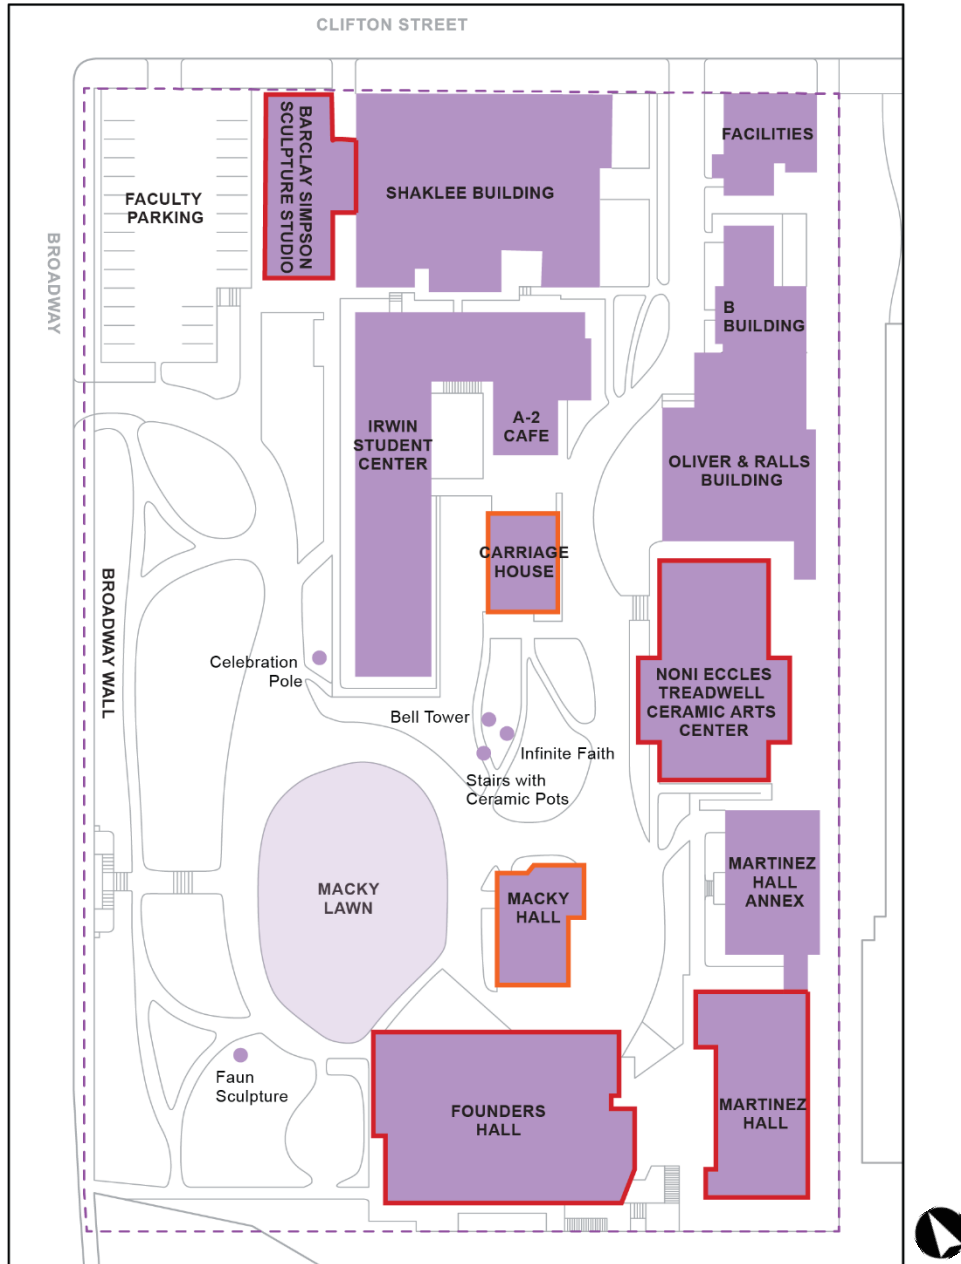 CLIFTON STREET
BROADWAY
FACULTY
PARKING
BARCLAY SIMPSON
SCULPTURE STUDIO
SHAKLEE BUILDING
FACILITIES
B
BUILDING
IRWIN
STUDENT
CENTER
A-2
CAFE
OLIVER & RALLS
BUILDING
CARRIAGE
HOUSE
BROADWAY WALL
Celebration
Pole
NONI ECCLES
TREADWELL
CERAMIC ARTS
CENTER
Bell Tower
Infinite Faith
Stairs with
Ceramic Pots
MACKY
LAWN
MACKY
HALL
MARTINEZ
HALL
ANNEX
Faun
Sculpture
FOUNDERS
HALL
MARTINEZ
HALL